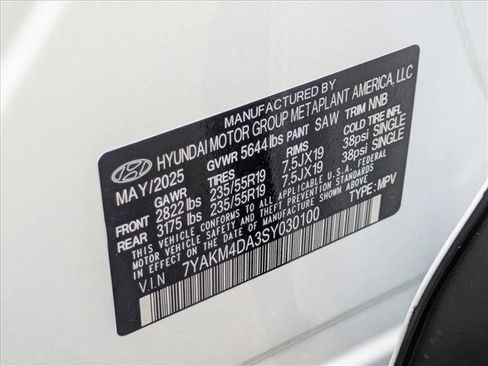 MANUFACTURED BY
HYUNDAI MOTOR GROUP METAPLANT AMERICA, LLC
MAY/2025 GVWR 5644 lbs PAINT SAW TRIM NNB
GAWR TIRES RIMS COLD TIRE INFL
FRONT 2822 lbs 235/55R19 7.5JX19 38psi SINGLE
REAR 3175 lbs 235/55R19 7.5JX19 38psi SINGLE
THIS VEHICLE CONFORMS TO ALL APPLICABLE U.S.A. FEDERAL
MOTOR VEHICLE SAFETY AND THEFT PREVENTION STANDARDS
IN EFFECT ON THE DATE OF MANUFACTURE SHOWN ABOVE.
V.I.N 7YAKM4DA3SY030100 TYPE: MPV